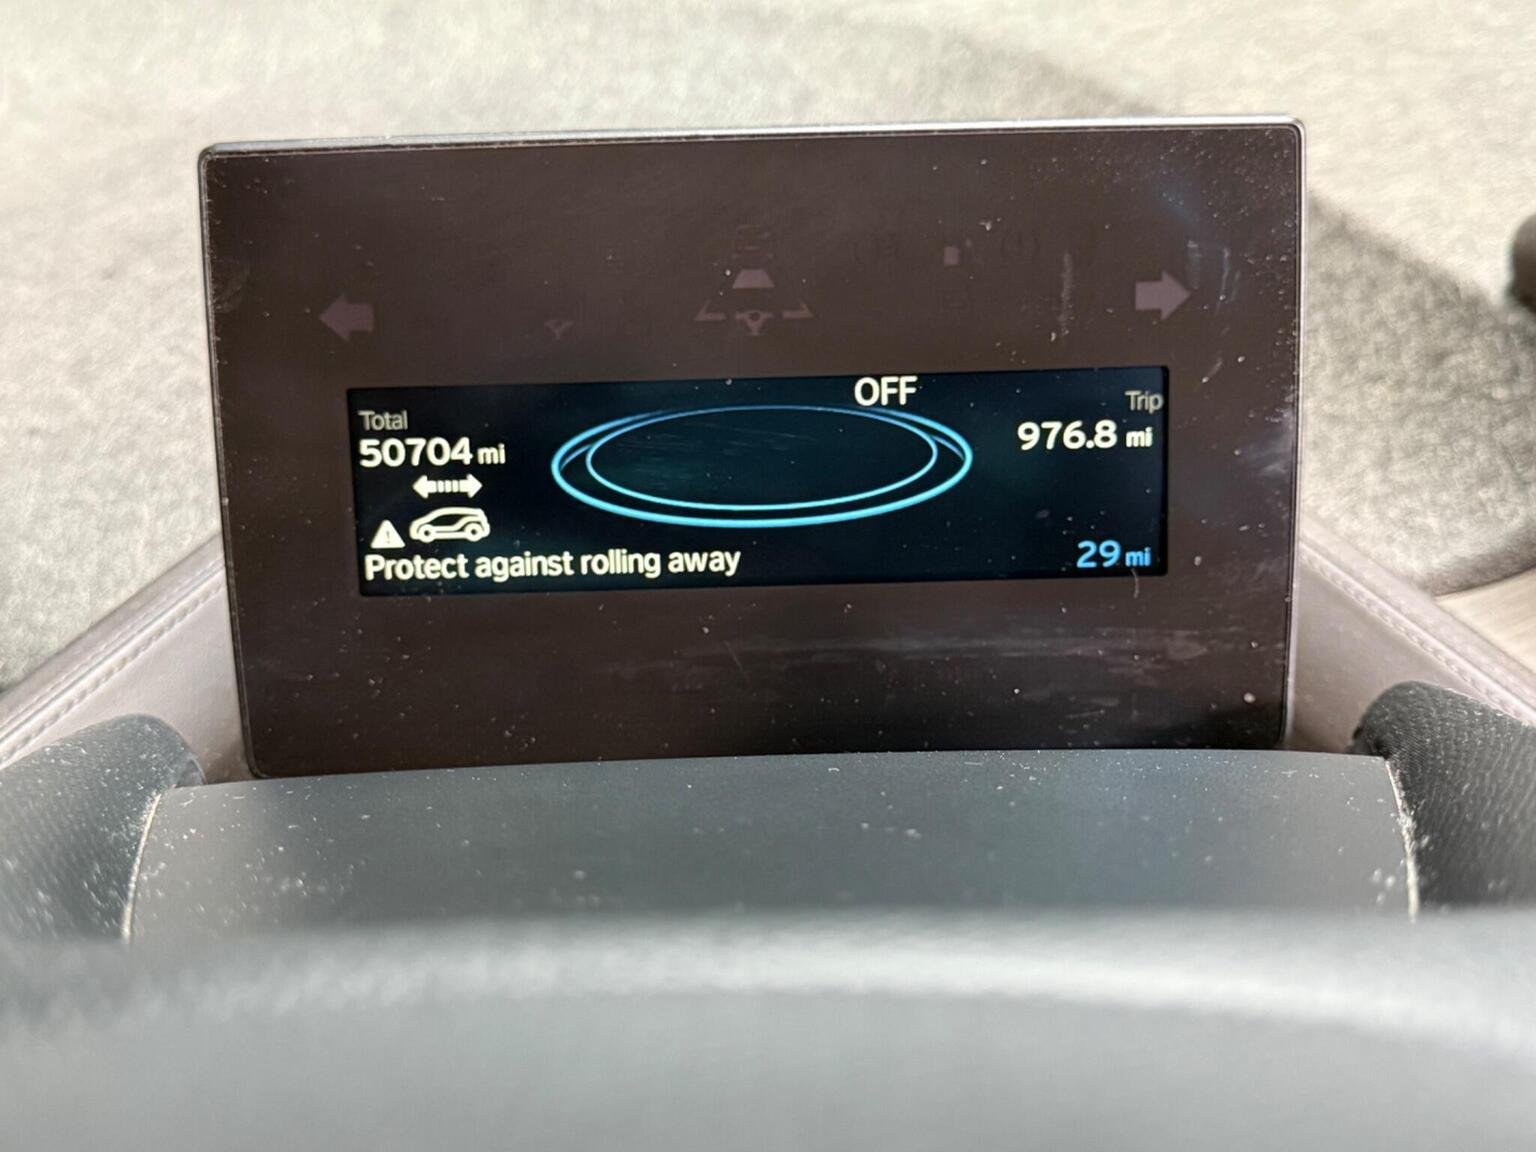 OFF
Total
50704 mi
Trip
976.8 mi
Protect against rolling away
29 mi